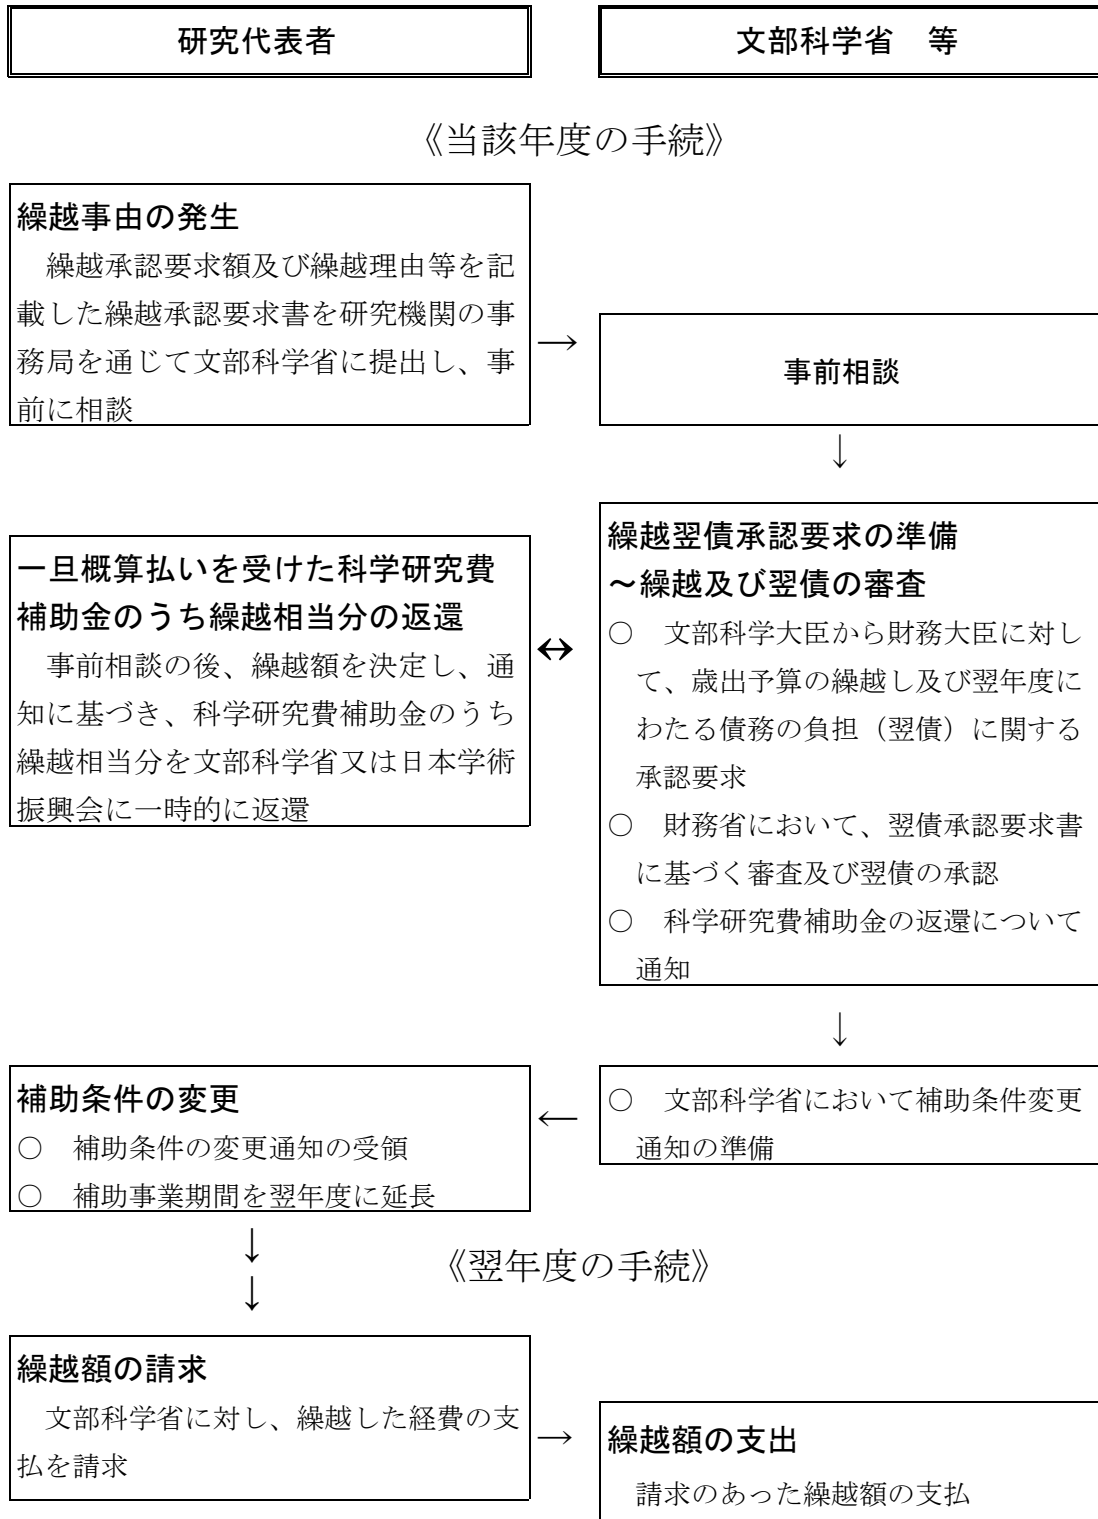 研究代表者
文部科学省　等
《当該年度の手続》
繰越事由の発生
　繰越承認要求額及び繰越理由等を記
載した繰越承認要求書を研究機関の事
務局を通じて文部科学省に提出し、事
前に相談
→
事前相談
↓
一旦概算払いを受けた科学研究費
補助金のうち繰越相当分の返還
　事前相談の後、繰越額を決定し、通
知に基づき、科学研究費補助金のうち
繰越相当分を文部科学省又は日本学術
振興会に一時的に返還
↔
繰越翌債承認要求の準備
～繰越及び翌債の審査
○　文部科学大臣から財務大臣に対し
て、歳出予算の繰越し及び翌年度に
わたる債務の負担（翌債）に関する
承認要求
○　財務省において、翌債承認要求書
に基づく審査及び翌債の承認
○　科学研究費補助金の返還について
通知
↓
補助条件の変更
○　補助条件の変更通知の受領
○　補助事業期間を翌年度に延長
←
○　文部科学省において補助条件変更
通知の準備
↓
↓
《翌年度の手続》
繰越額の請求
　文部科学省に対し、繰越した経費の支
払を請求
→
繰越額の支出
　請求のあった繰越額の支払